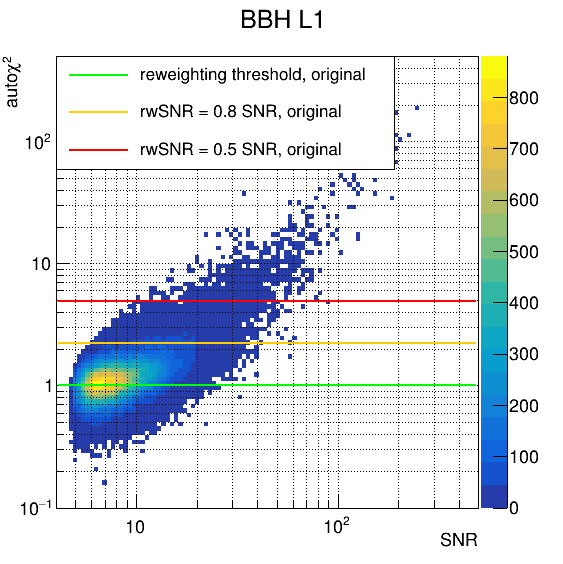 BBH L1
autoχ²
reweighting threshold, original
rwSNR = 0.8 SNR, original
rwSNR = 0.5 SNR, original
10²
10
1
10⁻¹
10
10²
SNR
800
700
600
500
400
300
200
100
0